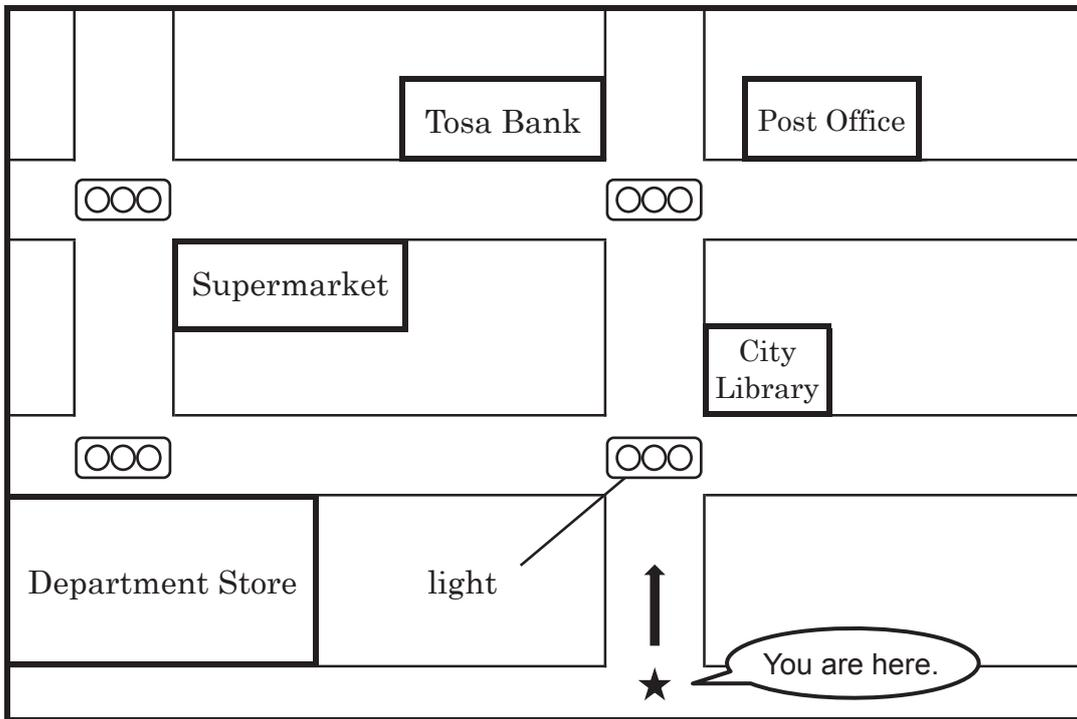 Tosa Bank
Post Office
Supermarket
City
Library
Department Store
light
You are here.